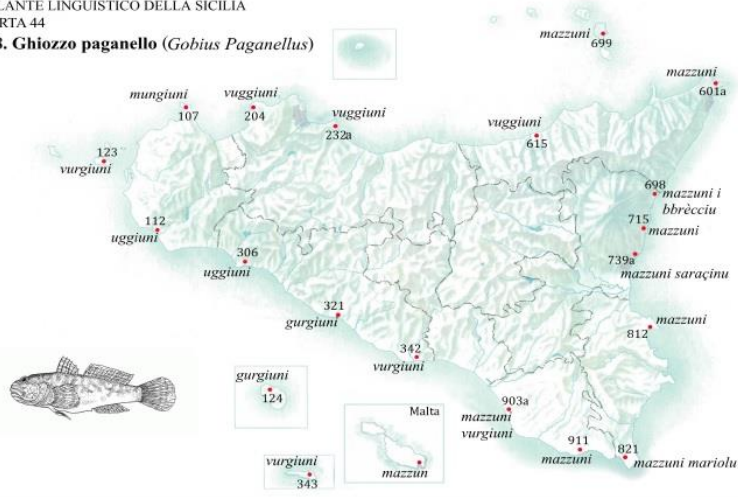 LANTE LINGUISTICO DELLA SICILIA
RTA 44
3. Ghiozzo paganello (Gobius Paganellus)
mazzuni
699
mazzuni
601a
mungiuni
107
vuggiuni
204
vuggiuni
232a
vuggiuni
615
123
vurgiuni
698
mazzuni i
bbrècciu
112
uggiuni
715
mazzuni
306
uggiuni
739a
mazzuni saraçinu
321
gurgiuni
mazzuni
812
342
vurgiuni
gurgiuni
124
903a
mazzuni
vurgiuni
Malta
mazzun
911
mazzuni
821
mazzuni mariolu
vurgiuni
343